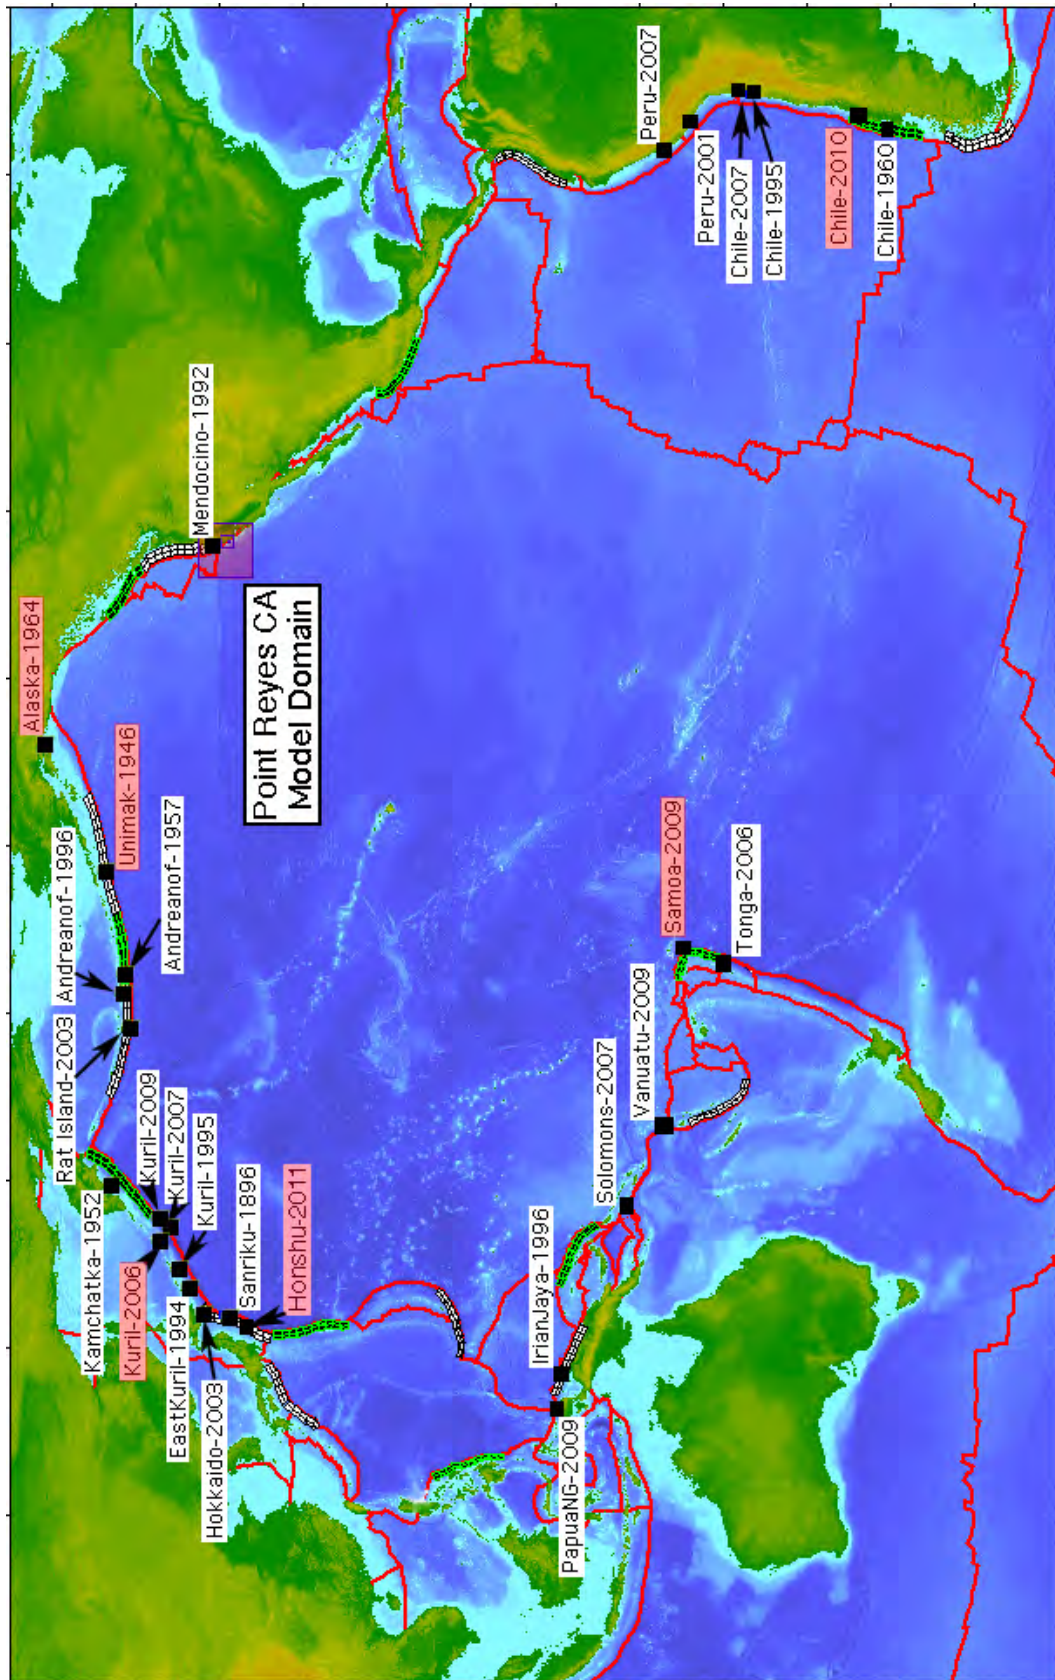 Alaska-1964
Unimak-1946
Andreanof-1996
Andreanof-1957
Rat Island-2003
Kamchatka-1952
Kuril-2009
Kuril-2007
Kuril-2006
Kuril-1995
EastKuril-1994
Hokkaido-2003
Sanriku-1896
Honshu-2011
Mendocino-1992
Point Reyes CA
Model Domain
IrianJaya-1996
PapuaNG-2009
Solomons-2007
Vanuatu-2009
Samoa-2009
Tonga-2006
Peru-2007
Peru-2001
Chile-2007
Chile-1995
Chile-2010
Chile-1960